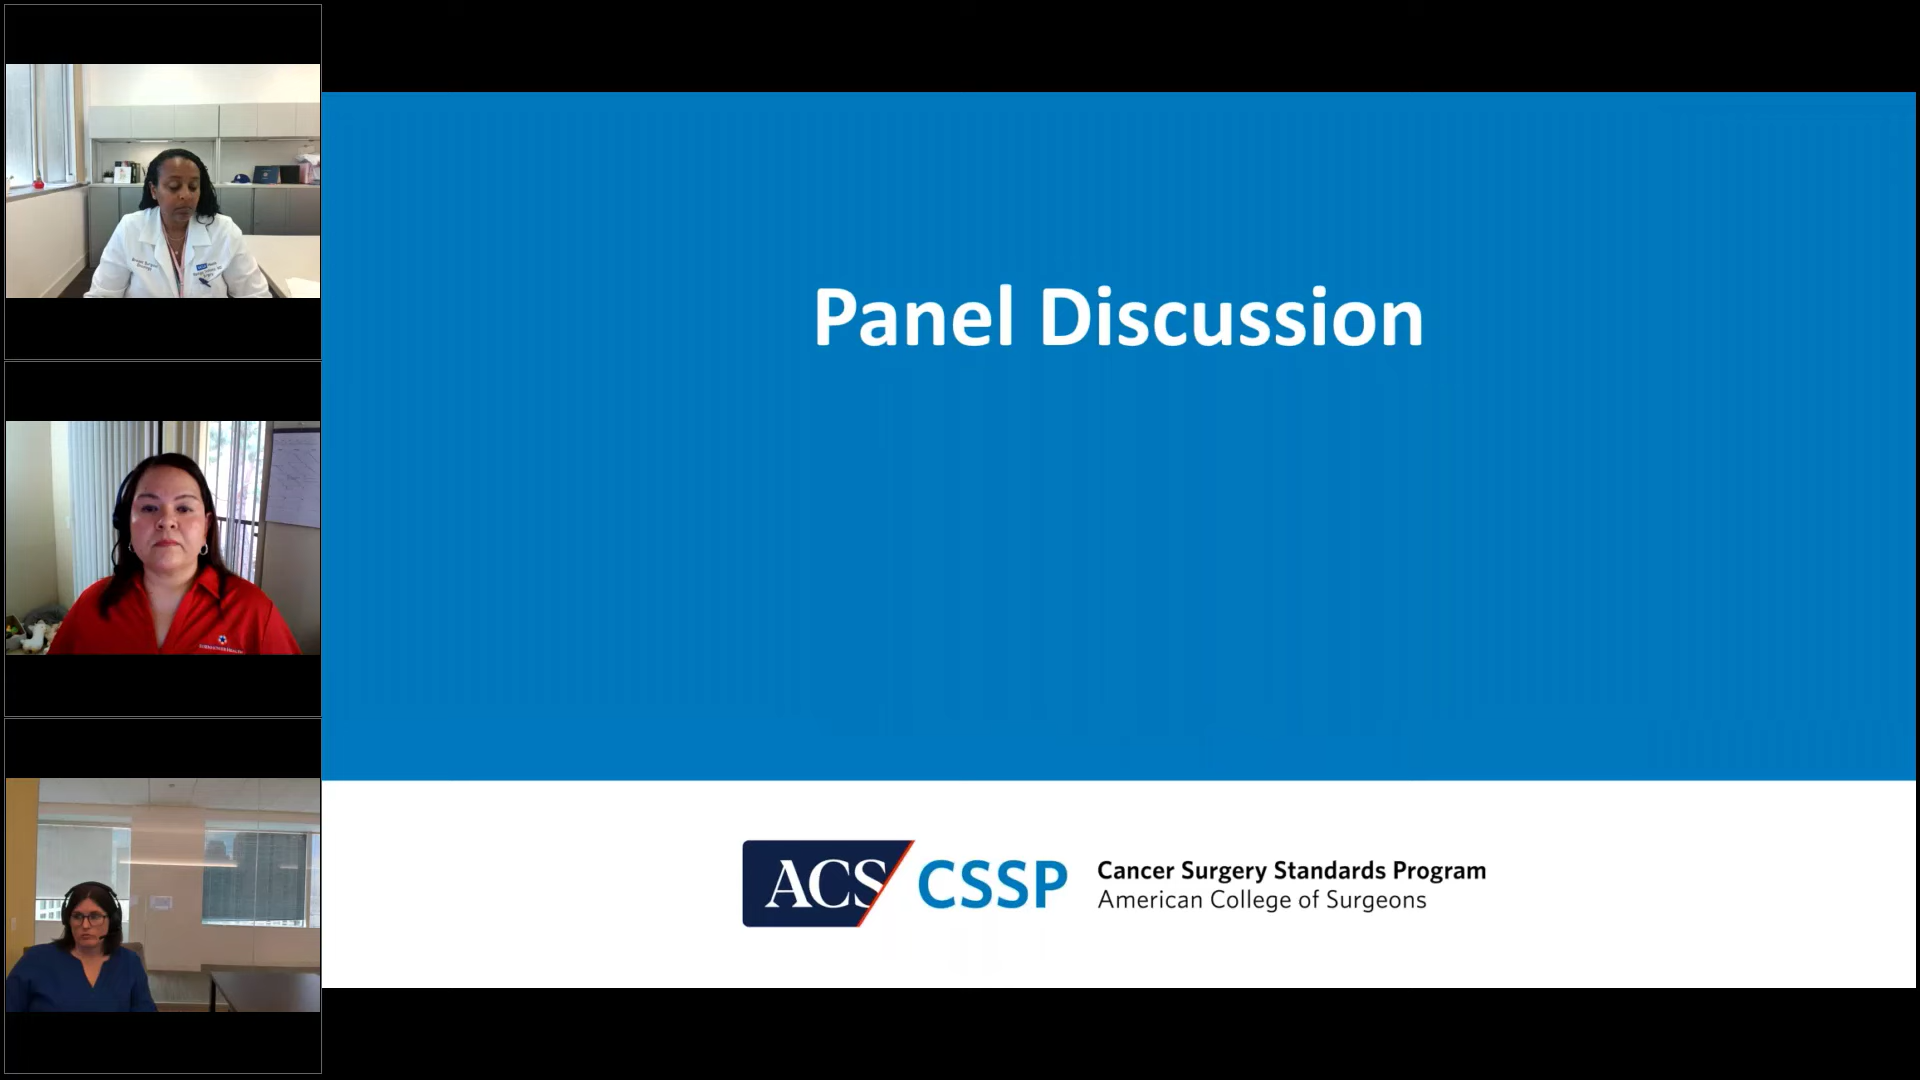 Panel Discussion
ACS
CSSP
Cancer Surgery Standards Program
American College of Surgeons